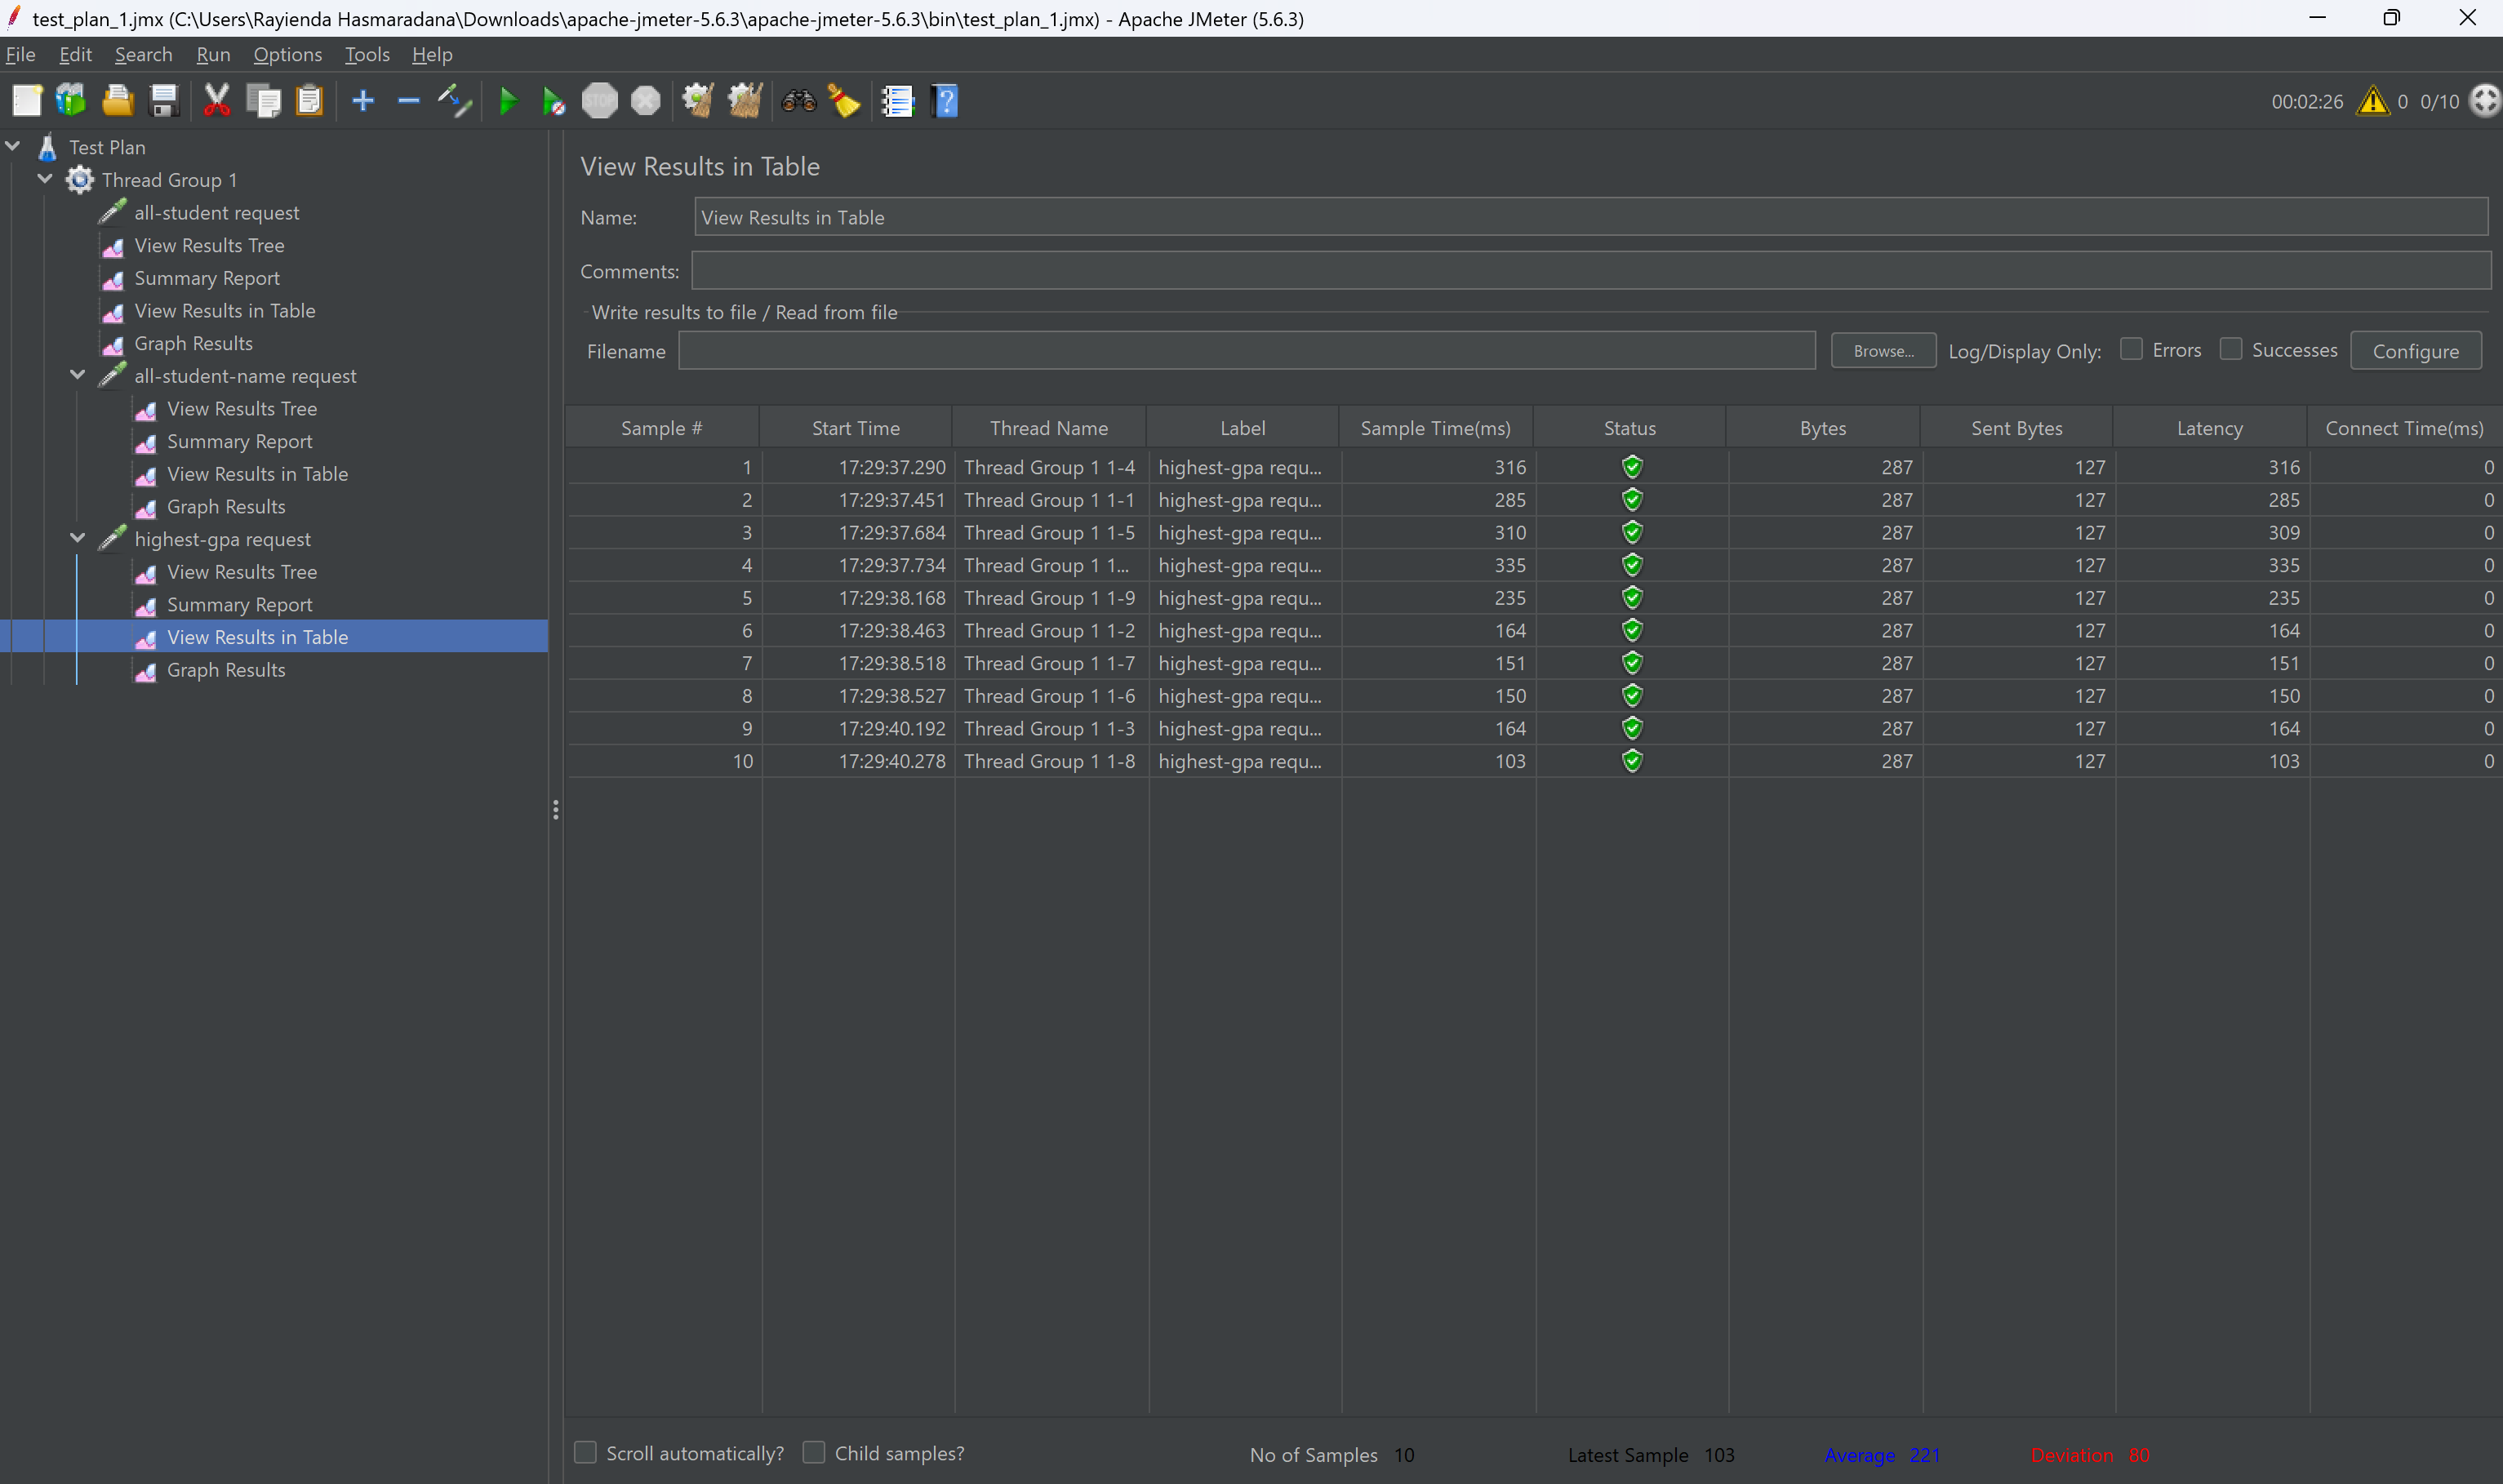 test_plan_1.jmx (C:\Users\Rayienda Hasmaradana\Downloads\apache-jmeter-5.6.3\apache-jmeter-5.6.3\bin\test_plan_1.jmx) - Apache JMeter (5.6.3)
File Edit Search Run Options Tools Help
STOP ? 00:02:26 0 0/10
Test Plan
Thread Group 1
all-student request
View Results Tree
Summary Report
View Results in Table
Graph Results
all-student-name request
View Results Tree
Summary Report
View Results in Table
Graph Results
highest-gpa request
View Results Tree
Summary Report
View Results in Table
Graph Results
View Results in Table
Name: View Results in Table
Comments:
Write results to file / Read from file
Filename Browse... Log/Display Only: Errors Successes Configure
Sample # Start Time Thread Name Label Sample Time(ms) Status Bytes Sent Bytes Latency Connect Time(ms)
1 17:29:37.290 Thread Group 1 1-4 highest-gpa requ... 316 287 127 316 0
2 17:29:37.451 Thread Group 1 1-1 highest-gpa requ... 285 287 127 285 0
3 17:29:37.684 Thread Group 1 1-5 highest-gpa requ... 310 287 127 309 0
4 17:29:37.734 Thread Group 1 1... highest-gpa requ... 335 287 127 335 0
5 17:29:38.168 Thread Group 1 1-9 highest-gpa requ... 235 287 127 235 0
6 17:29:38.463 Thread Group 1 1-2 highest-gpa requ... 164 287 127 164 0
7 17:29:38.518 Thread Group 1 1-7 highest-gpa requ... 151 287 127 151 0
8 17:29:38.527 Thread Group 1 1-6 highest-gpa requ... 150 287 127 150 0
9 17:29:40.192 Thread Group 1 1-3 highest-gpa requ... 164 287 127 164 0
10 17:29:40.278 Thread Group 1 1-8 highest-gpa requ... 103 287 127 103 0
Scroll automatically? Child samples? No of Samples 10 Latest Sample 103 Average 221 Deviation 80